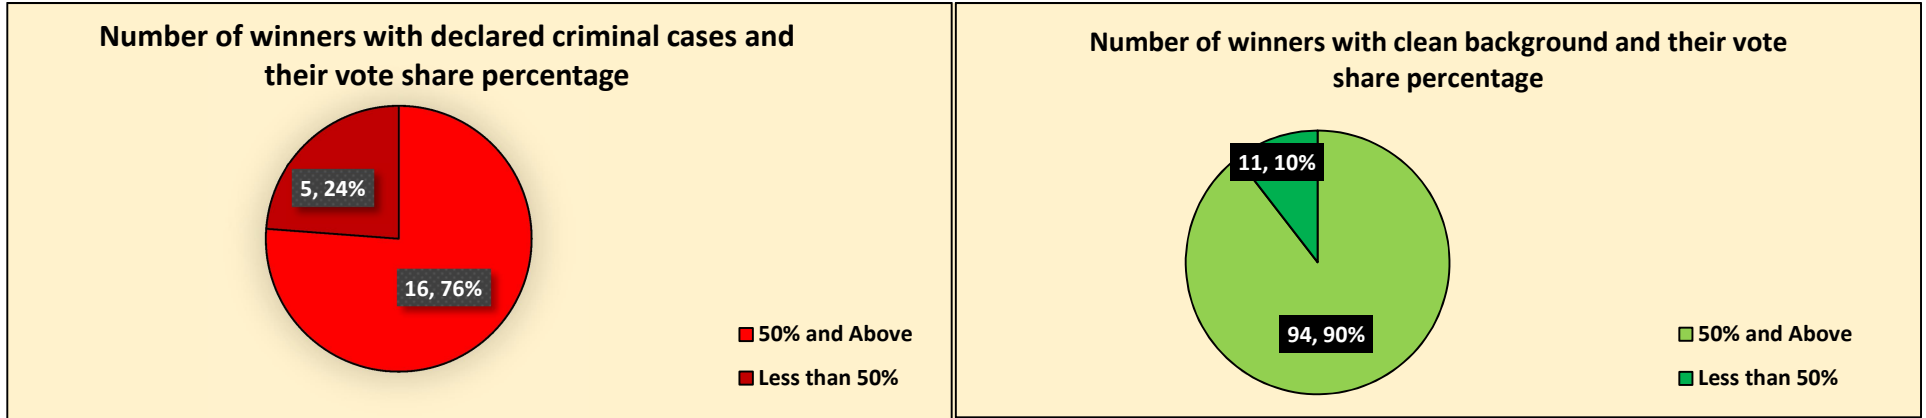 Number of winners with declared criminal cases and
their vote share percentage
5, 24%
16, 76%
50% and Above
Less than 50%
Number of winners with clean background and their vote
share percentage
11, 10%
94, 90%
50% and Above
Less than 50%